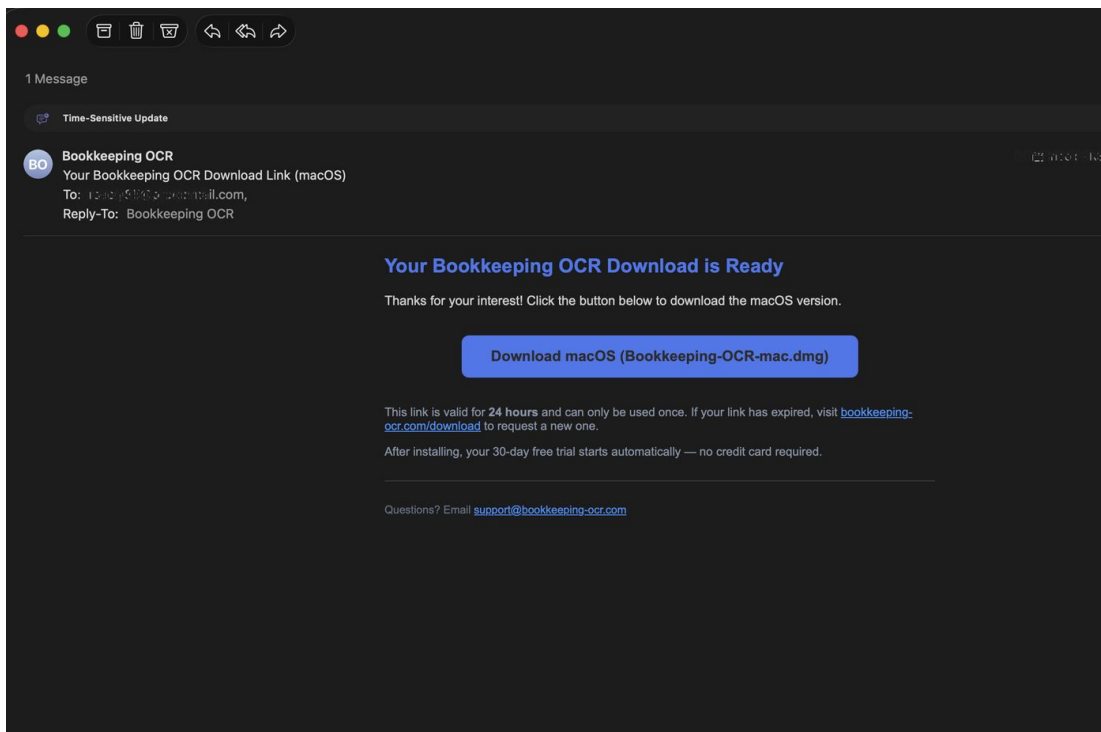 1 Message
Time-Sensitive Update
BO
Bookkeeping OCR
Your Bookkeeping OCR Download Link (macOS)
To:
Reply-To: Bookkeeping OCR
Your Bookkeeping OCR Download is Ready
Thanks for your interest! Click the button below to download the macOS version.
Download macOS (Bookkeeping-OCR-mac.dmg)
This link is valid for 24 hours and can only be used once. If your link has expired, visit bookkeeping-
ocr.com/download to request a new one.
After installing, your 30-day free trial starts automatically — no credit card required.
Questions? Email support@bookkeeping-ocr.com